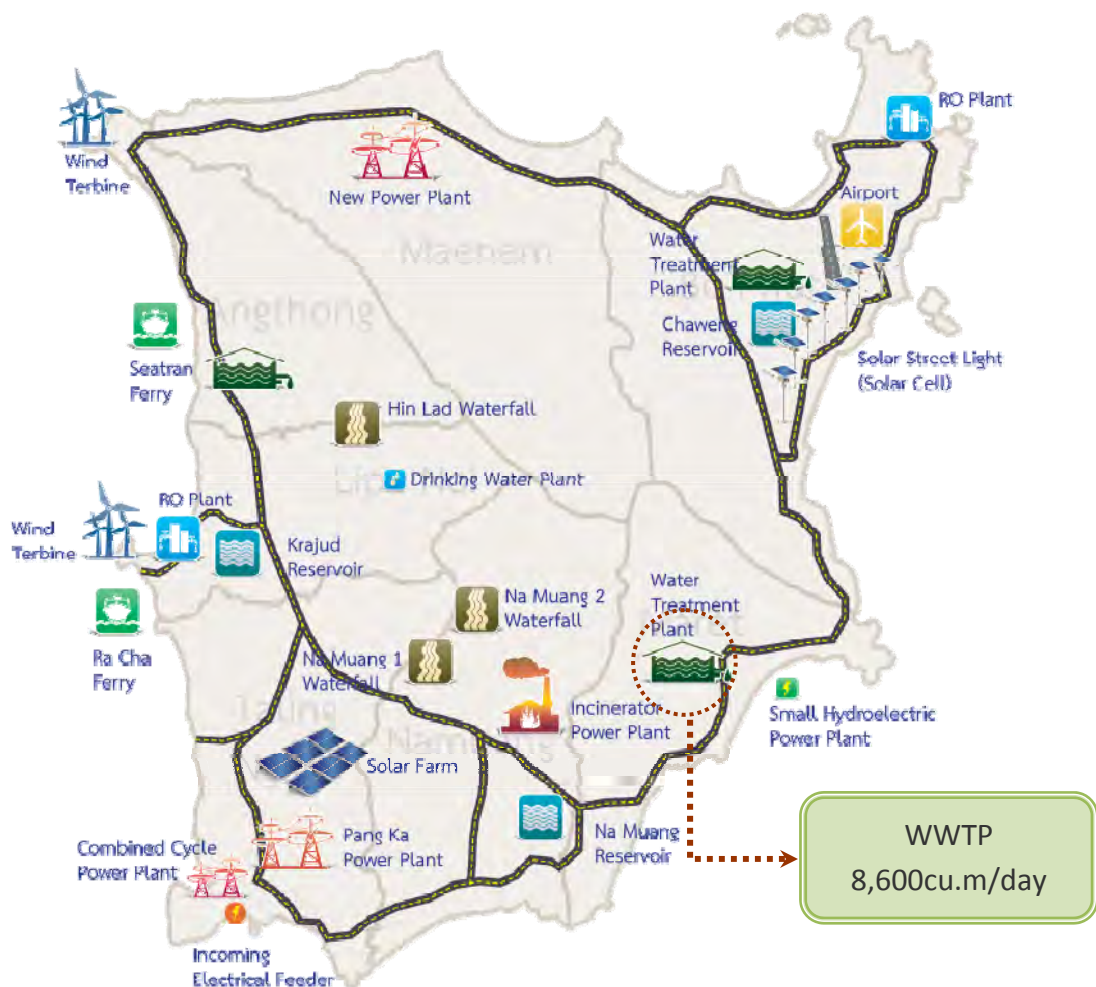 RO Plant
Wind
Terbine
New Power Plant
Airport
Maenam
Water
Treatment
Plant
Angthong
Chaweng
Reservoir
Seatran
Ferry
Solar Street Light
(Solar Cell)
Hin Lad Waterfall
Drinking Water Plant
RO Plant
Wind
Terbine
Krajud
Reservoir
Water
Treatment
Plant
Na Muang 2
Waterfall
Ra Cha
Ferry
Na Muang 1
Waterfall
Incinerator
Power Plant
Small Hydroelectric
Power Plant
Taling
Solar Farm
Combined Cycle
Power Plant
Pang Ka
Power Plant
Na Muang
Reservoir
WWTP
8,600cu.m/day
Incoming
Electrical Feeder